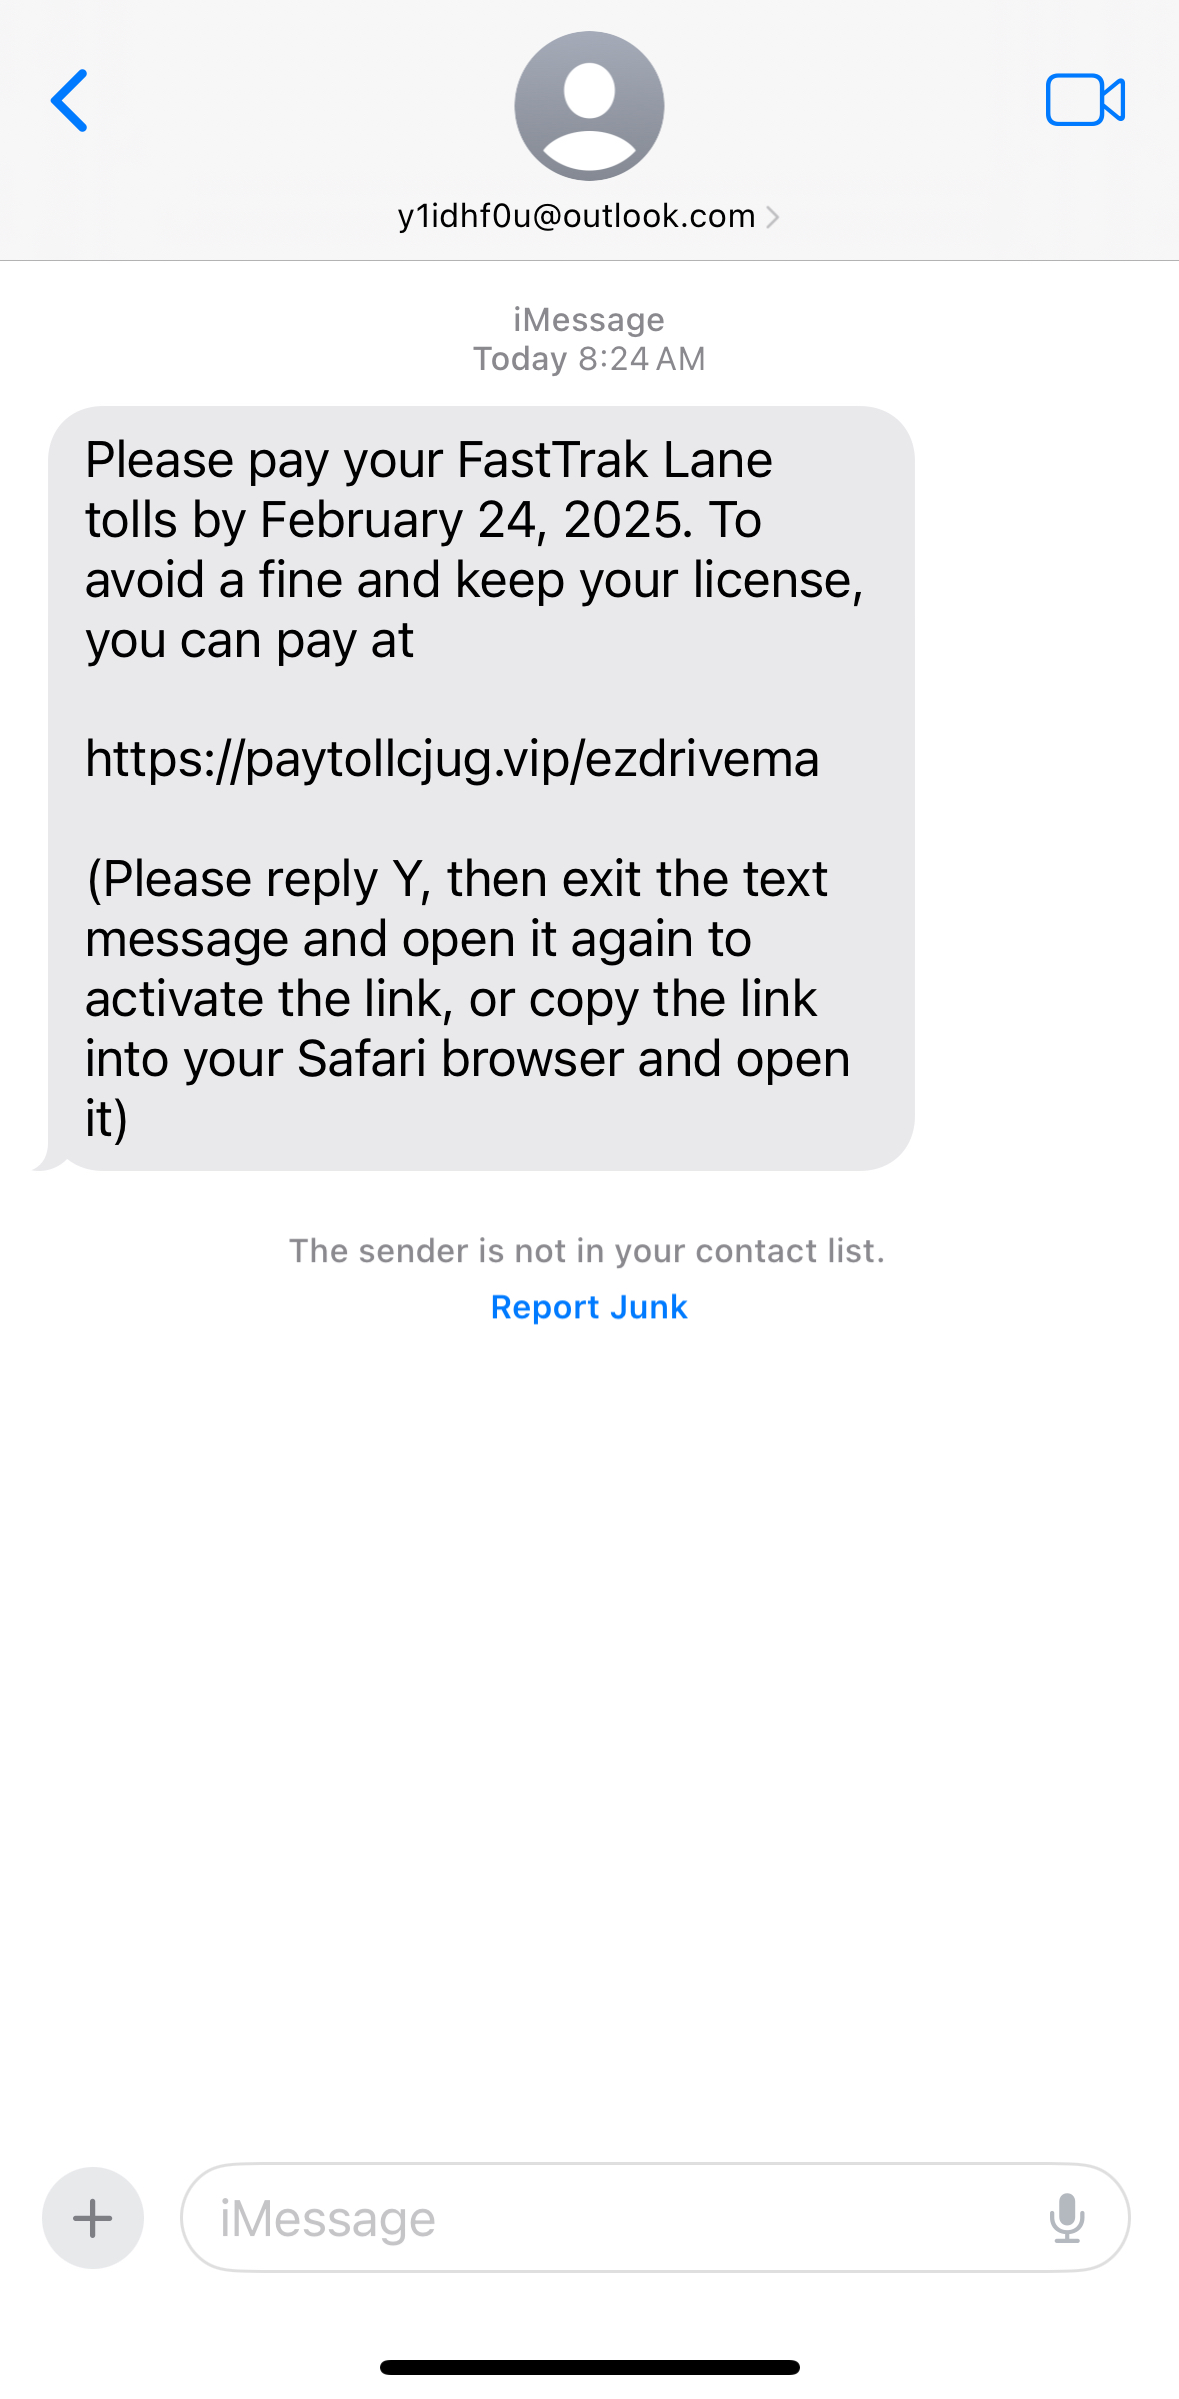 y1idhf0u@outlook.com
iMessage
Today 8:24 AM
Please pay your FastTrak Lane
tolls by February 24, 2025. To
avoid a fine and keep your license,
you can pay at
https://paytollcjug.vip/ezdrivema
(Please reply Y, then exit the text
message and open it again to
activate the link, or copy the link
into your Safari browser and open
it)
The sender is not in your contact list.
Report Junk
iMessage